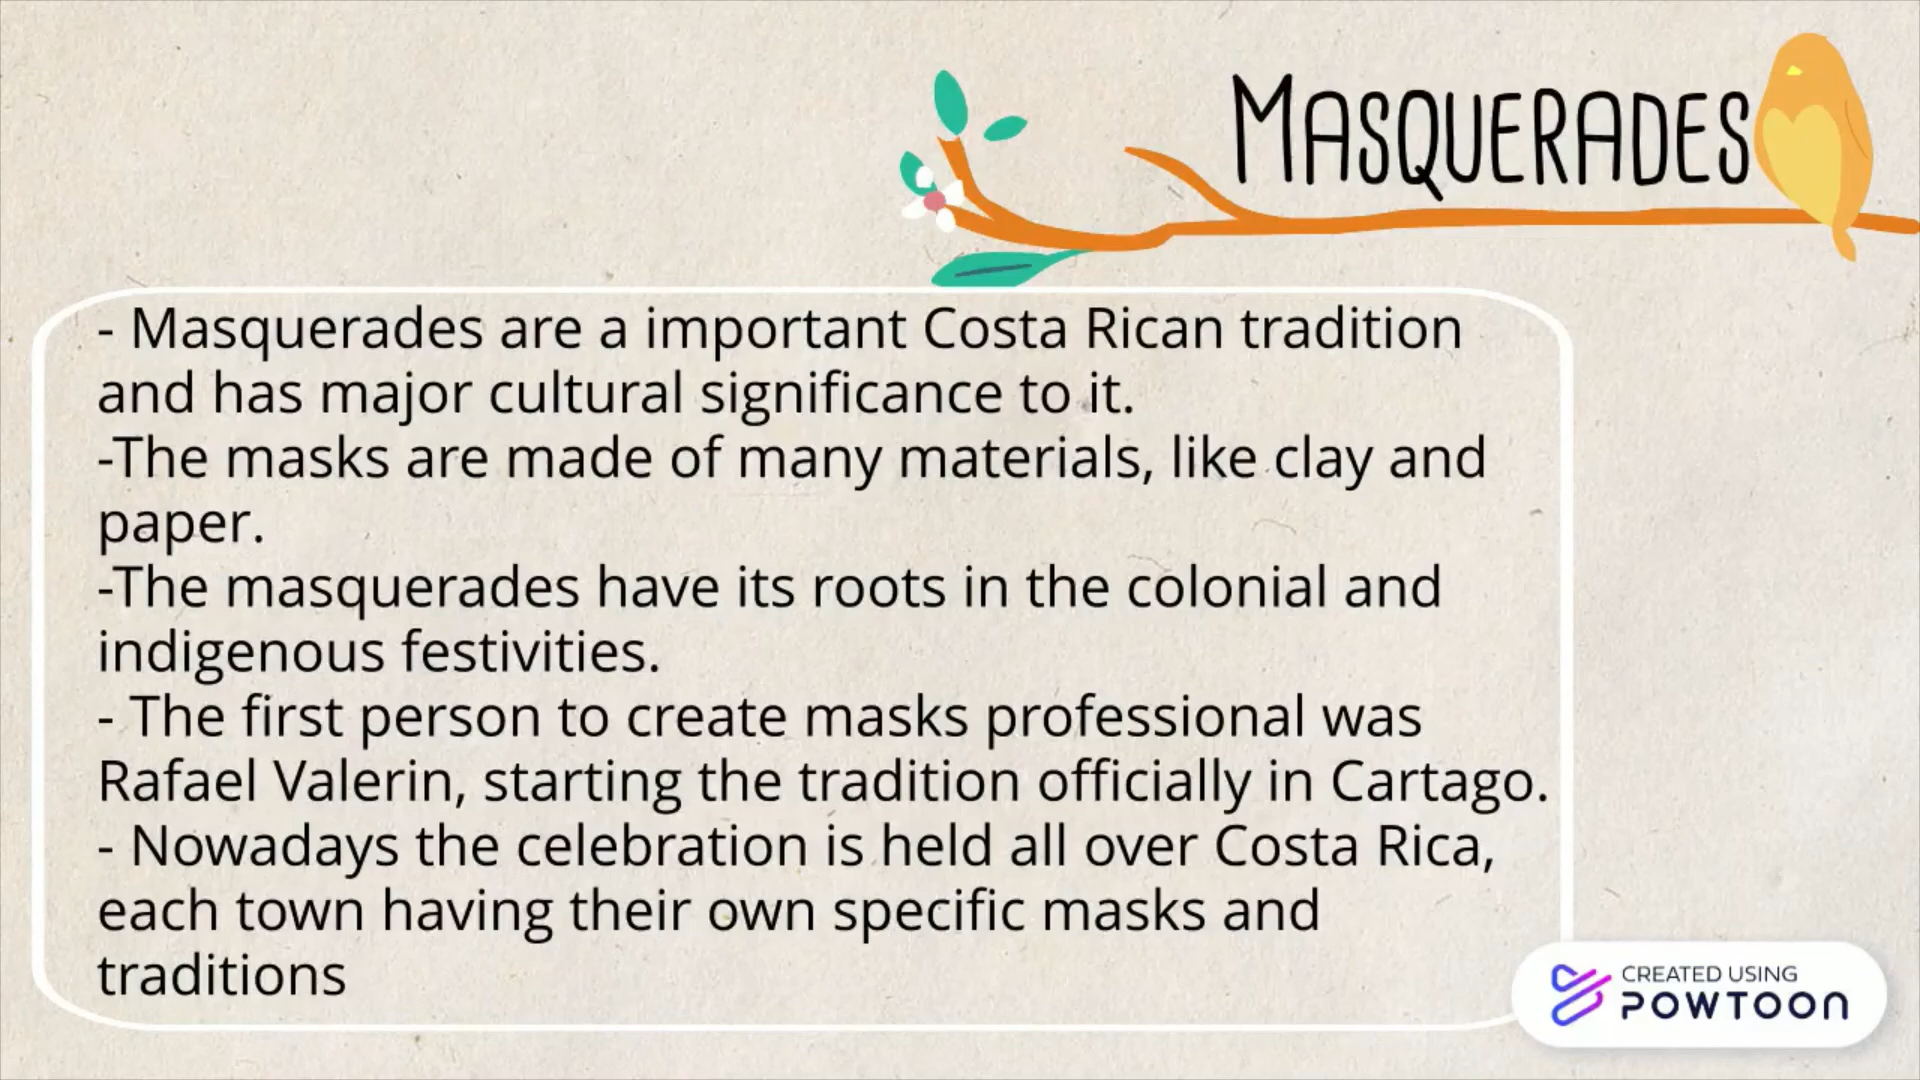 MASQUERADES
- Masquerades are a important Costa Rican tradition
and has major cultural significance to it.
-The masks are made of many materials, like clay and
paper.
-The masquerades have its roots in the colonial and
indigenous festivities.
- The first person to create masks professional was
Rafael Valerin, starting the tradition officially in Cartago.
- Nowadays the celebration is held all over Costa Rica,
each town having their own specific masks and
traditions
CREATED USING
POWTOON